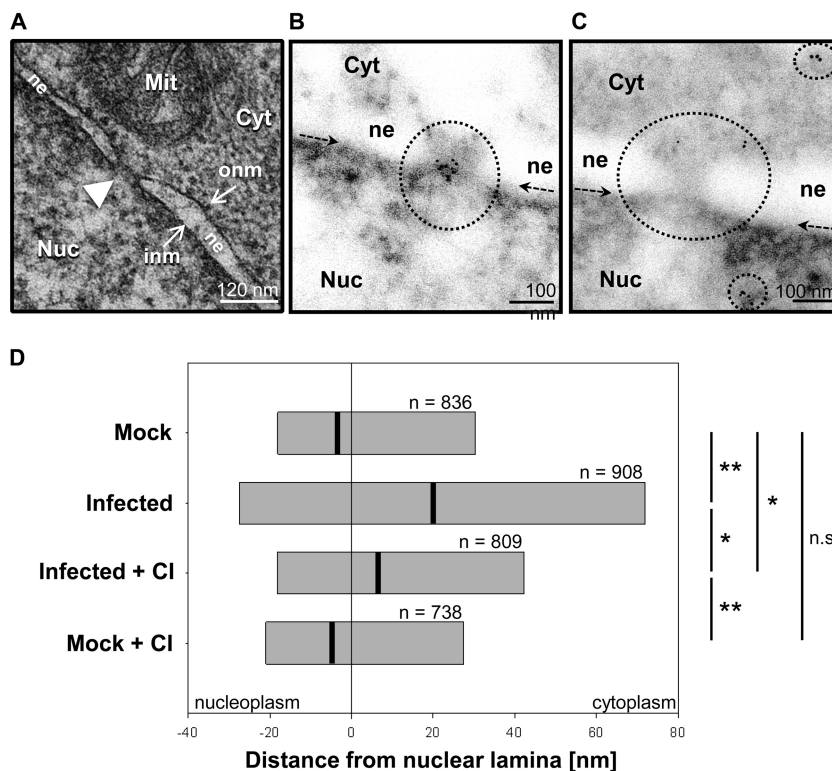 A
B
C
ne
Mit
Cyt
onm
Nuc
inm
ne
120 nm
Cyt
ne
ne
Nuc
100
nm
Cyt
ne
ne
Nuc
100 nm
D
n = 836
Mock
n = 908
Infected
n = 809
Infected + CI
n = 738
Mock + CI
**
*
*
**
n.s
nucleoplasm
cytoplasm
-40
-20
0
20
40
60
80
Distance from nuclear lamina [nm]